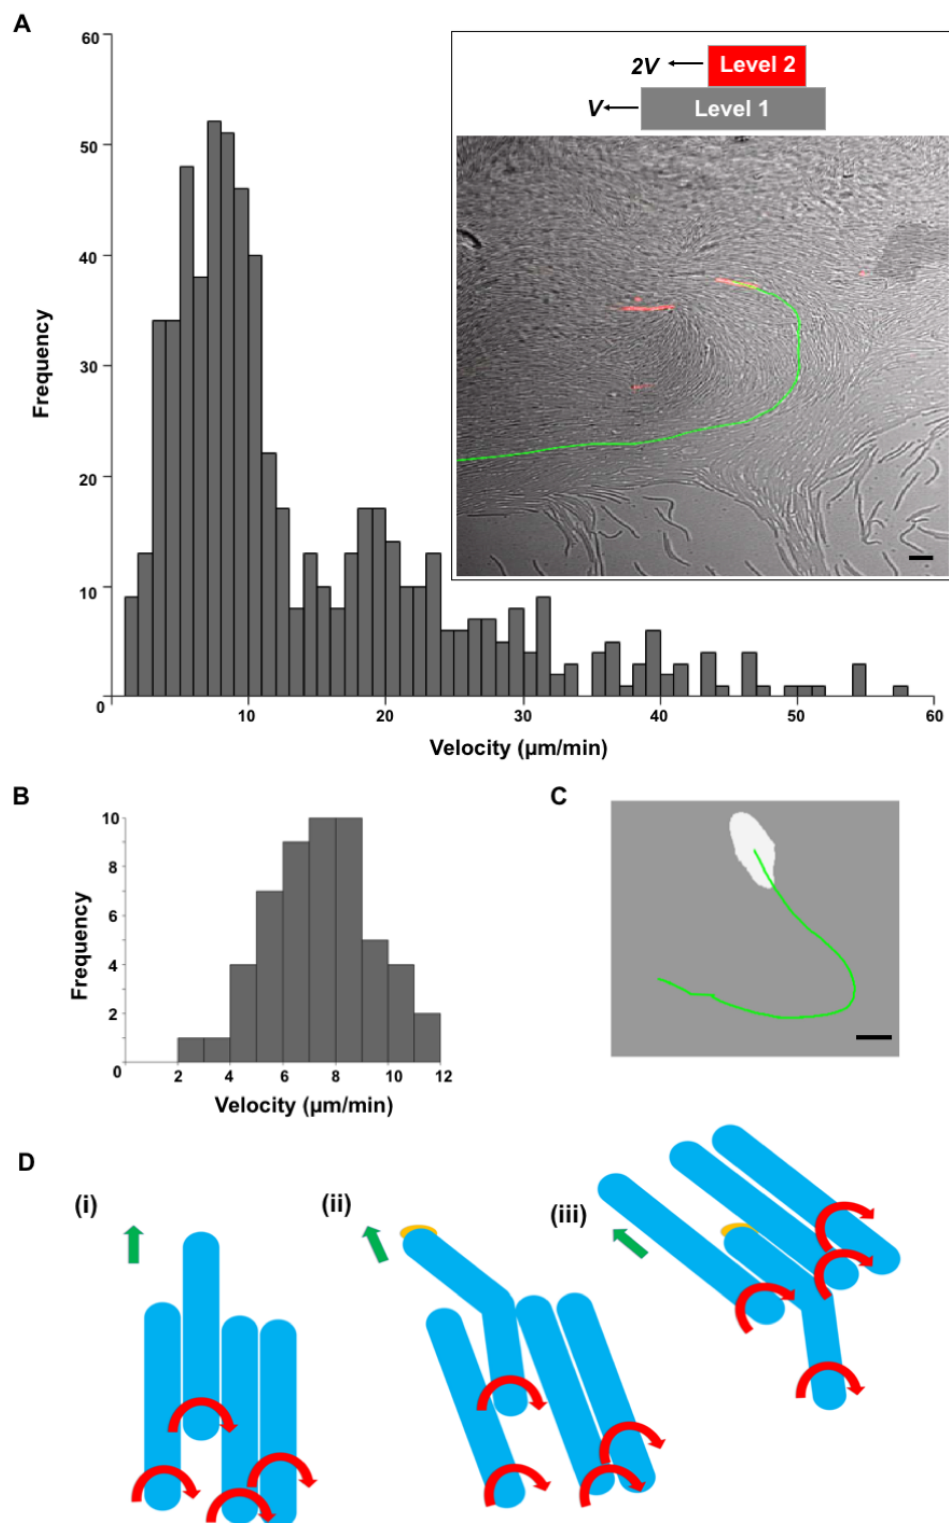 A
60
50
40
30
20
10
0
Frequency
10 20 30 40 50 60
Velocity (µm/min)
2V Level 2
V Level 1
B
10
8
6
4
2
0
Frequency
2 4 6 8 10 12
Velocity (µm/min)
C
D
(i) (ii) (iii)